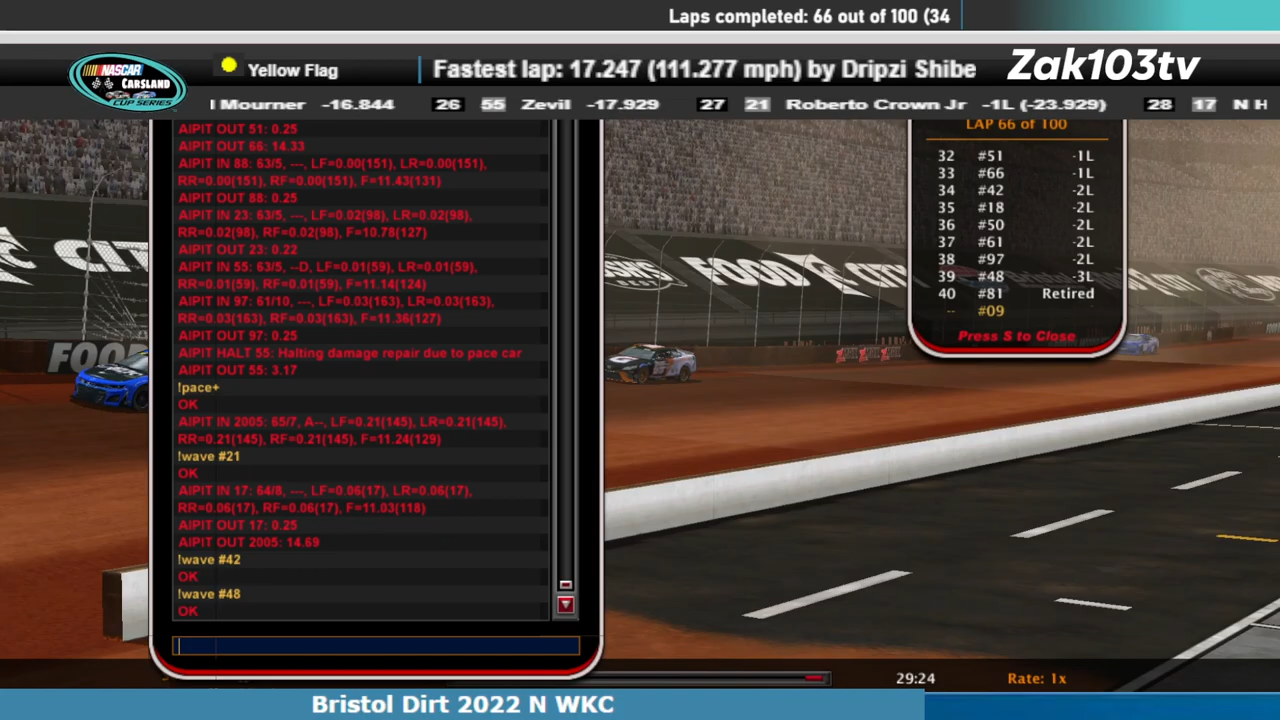 Laps completed: 66 out of 100 (34
NASCAR
CARSLAND
CUP SERIES
Yellow Flag
Fastest lap: 17.247 (111.277 mph) by Dripzi Shibe
Zak103tv
l Mourner -16.844 26 55 Zevil -17.929 27 21 Roberto Crown Jr -1L (-23.929) 28 17 N H
AIPIT OUT 51: 0.25
AIPIT OUT 66: 14.33
AIPIT IN 88: 63/5, ---, LF=0.00(151), LR=0.00(151),
RR=0.00(151), RF=0.00(151), F=11.43(131)
AIPIT OUT 88: 0.25
AIPIT IN 23: 63/5, ---, LF=0.02(98), LR=0.02(98),
RR=0.02(98), RF=0.02(98), F=10.78(127)
AIPIT OUT 23: 0.22
AIPIT IN 55: 63/5, --D, LF=0.01(59), LR=0.01(59),
RR=0.01(59), RF=0.01(59), F=11.14(124)
AIPIT IN 97: 61/10, ---, LF=0.03(163), LR=0.03(163),
RR=0.03(163), RF=0.03(163), F=11.36(127)
AIPIT OUT 97: 0.25
AIPIT HALT 55: Halting damage repair due to pace car
AIPIT OUT 55: 3.17
!pace+
OK
AIPIT IN 2005: 65/7, A--, LF=0.21(145), LR=0.21(145),
RR=0.21(145), RF=0.21(145), F=11.24(129)
!wave #21
OK
AIPIT IN 17: 64/8, ---, LF=0.06(17), LR=0.06(17),
RR=0.06(17), RF=0.06(17), F=11.03(118)
AIPIT OUT 17: 0.25
AIPIT OUT 2005: 14.69
!wave #42
OK
!wave #48
OK
LAP 66 of 100
32 #51 -1L
33 #66 -1L
34 #42 -2L
35 #18 -2L
36 #50 -2L
37 #61 -2L
38 #97 -2L
39 #48 -3L
40 #81 Retired
-- #09
Press S to Close
FOOD CITY
FOOD
29:24
Rate: 1x
Bristol Dirt 2022 N WKC